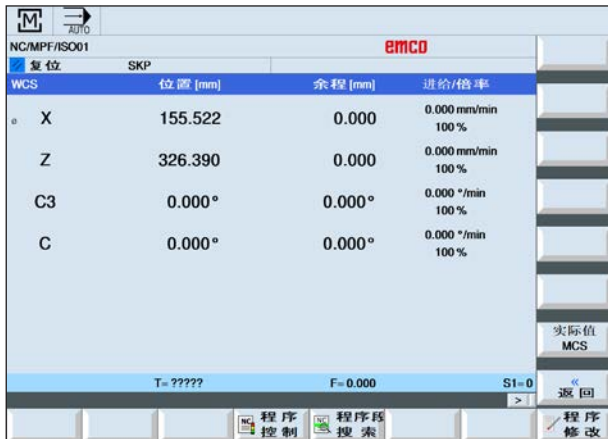 M AUTO
NC/MPF/ISO01 emco
复位 SKP
WCS 位置[mm] 余程[mm] 进给/倍率
ø X 155.522 0.000 0.000 mm/min
100 %
Z 326.390 0.000 0.000 mm/min
100 %
C3 0.000° 0.000° 0.000 °/min
100 %
C 0.000° 0.000° 0.000 °/min
100 %
实际值
MCS
T= ????? F= 0.000 S1= 0
«
返回
>
NC 程序
控制
NC 程序段
搜索
程序
修改